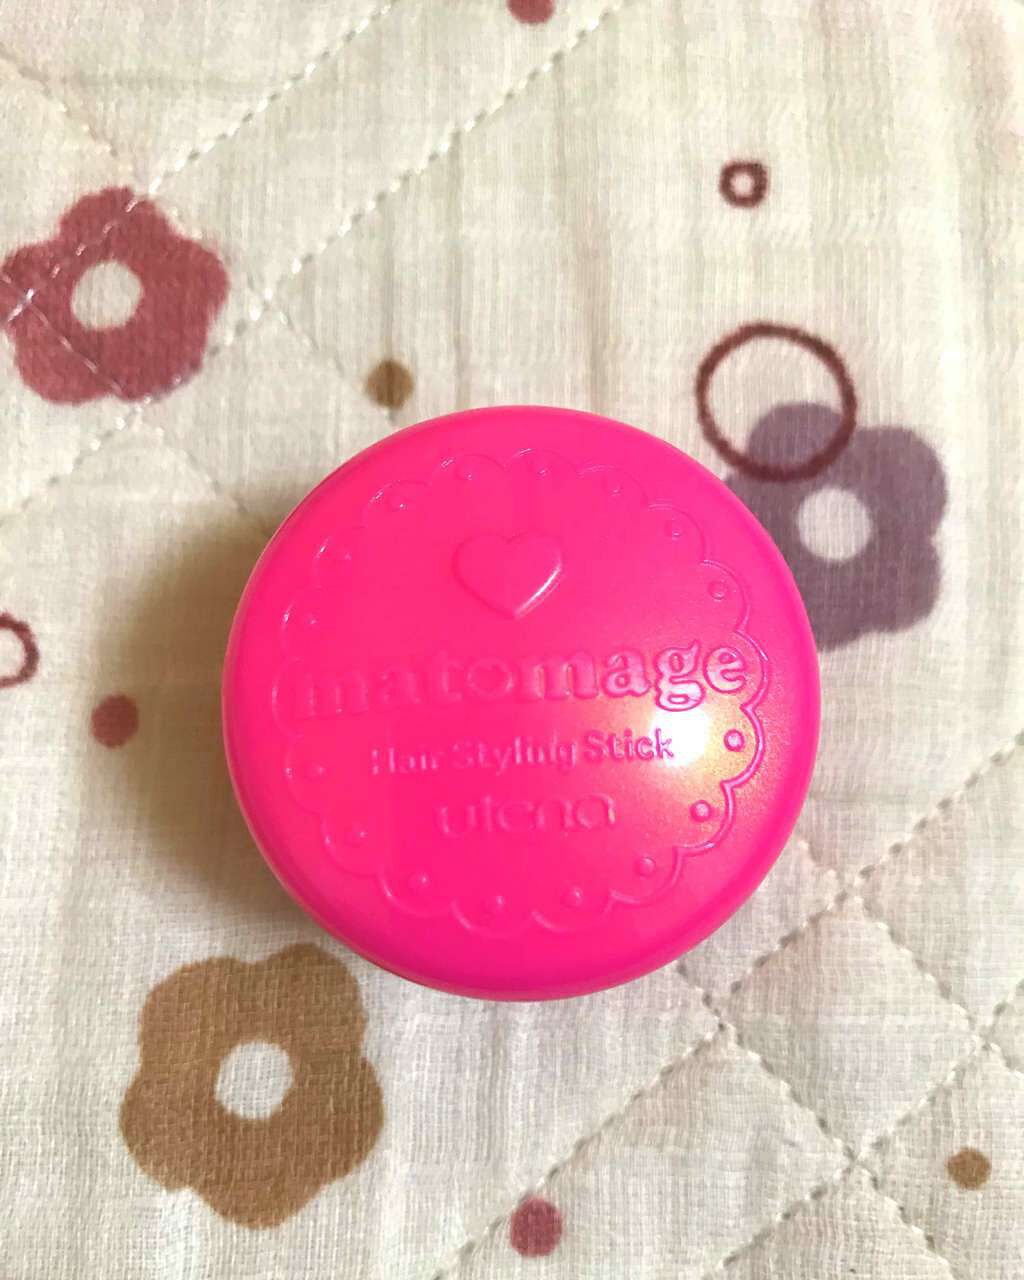 matomage
Hair Styling Stick
utena